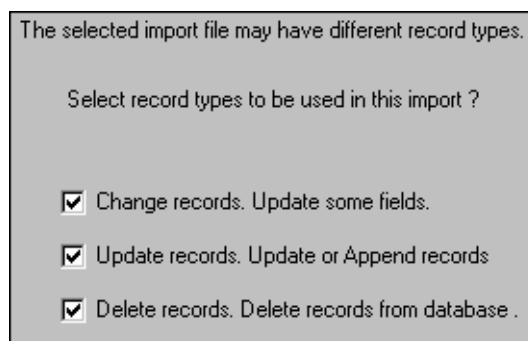 The selected import file may have different record types.
Select record types to be used in this import ?
Change records. Update some fields.
Update records. Update or Append records
Delete records. Delete records from database .